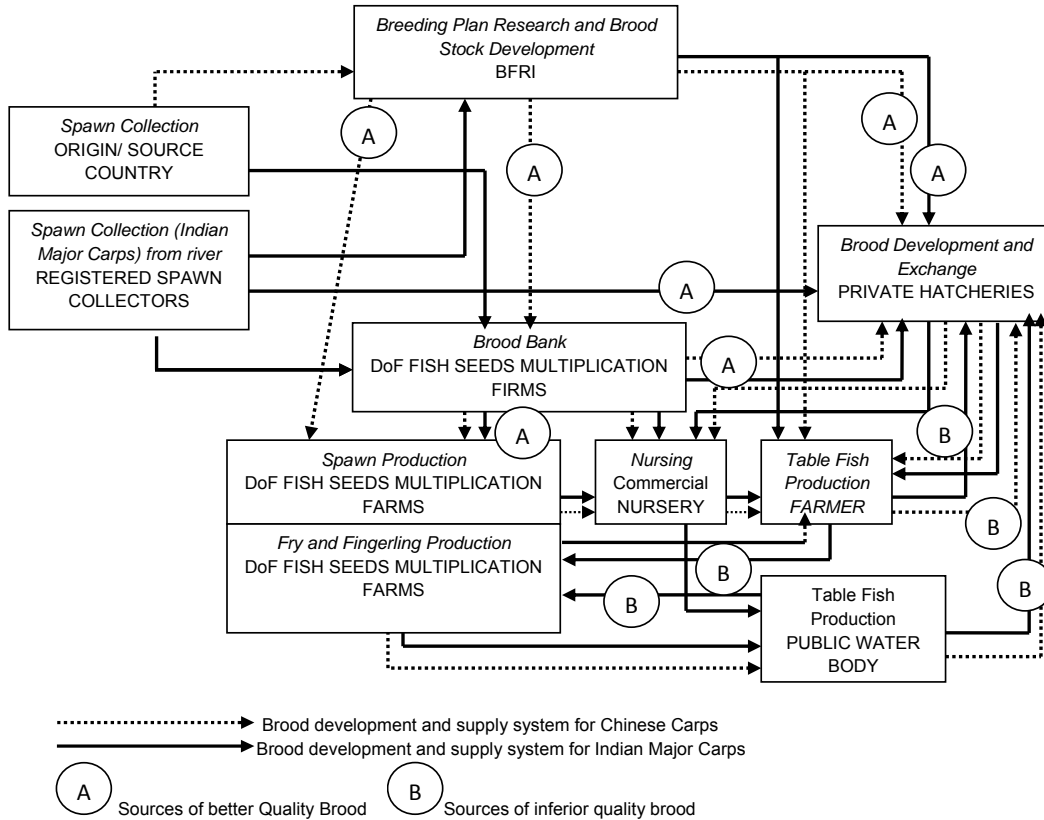 Breeding Plan Research and Brood
Stock Development
BFRI
A
Spawn Collection
ORIGIN/ SOURCE
COUNTRY
A
A
A
Spawn Collection (Indian
Major Carps) from river
REGISTERED SPAWN
COLLECTORS
Brood Development and
Exchange
PRIVATE HATCHERIES
A
Brood Bank
DoF FISH SEEDS MULTIPLICATION
FIRMS
A
A
B
Spawn Production
DoF FISH SEEDS MULTIPLICATION
FARMS
Nursing
Commercial
NURSERY
Table Fish
Production
FARMER
B
Fry and Fingerling Production
DoF FISH SEEDS MULTIPLICATION
FARMS
B
B
B
Table Fish
Production
PUBLIC WATER
BODY
Brood development and supply system for Chinese Carps
Brood development and supply system for Indian Major Carps
A Sources of better Quality Brood
B Sources of inferior quality brood